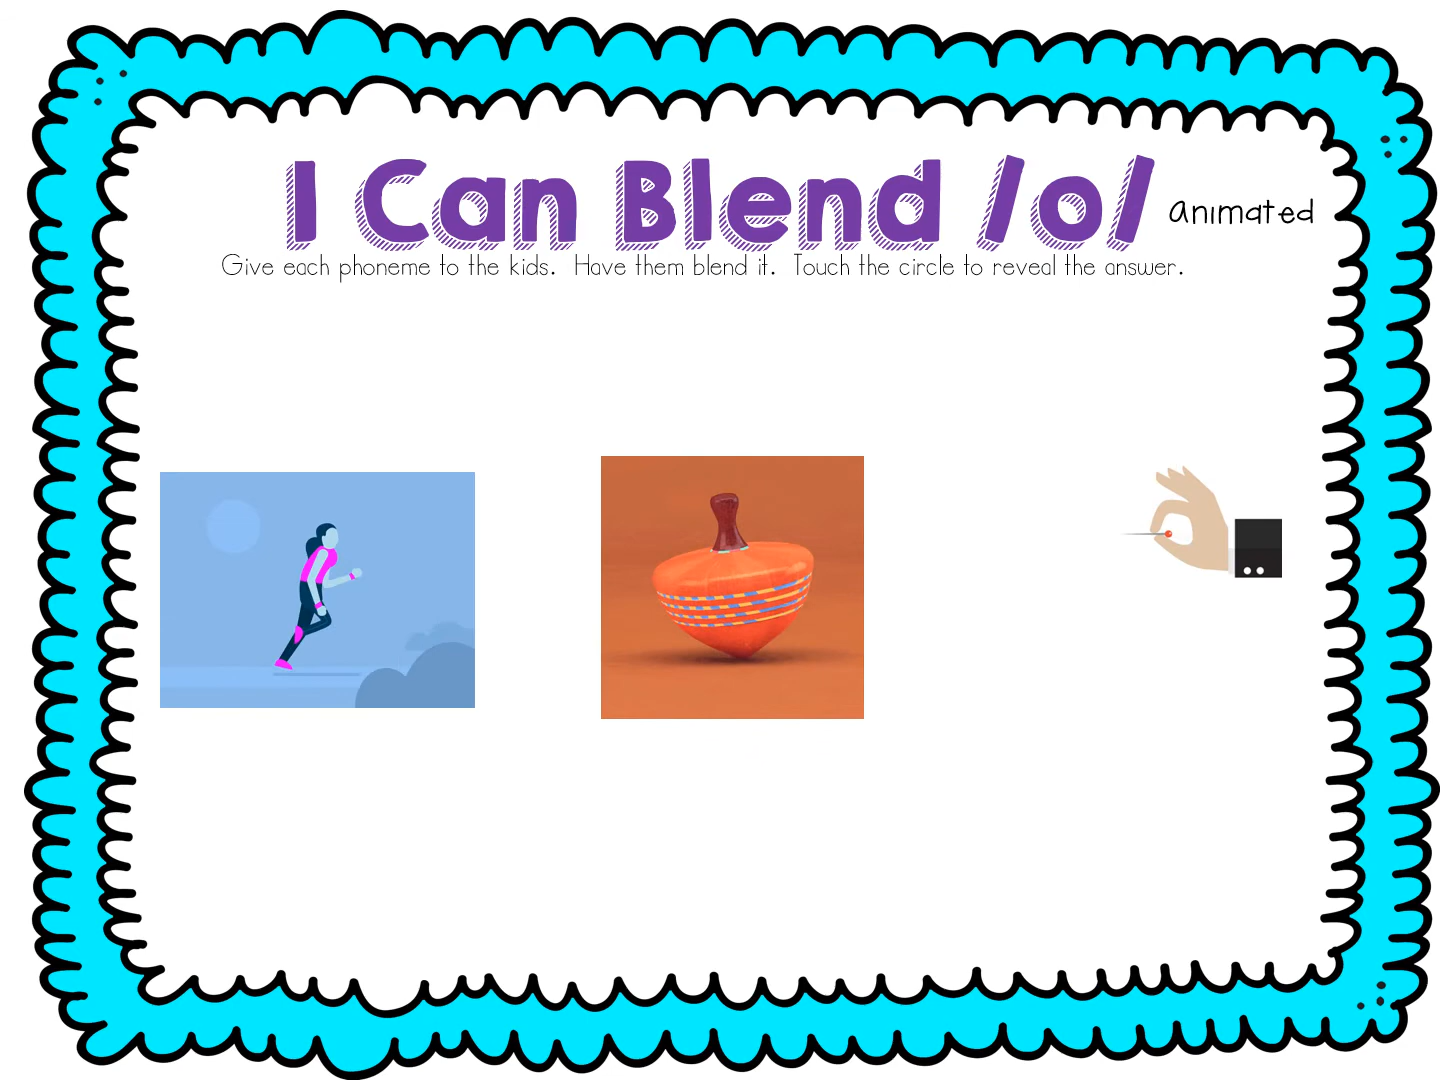 I Can Blend /o/ animated
Give each phoneme to the kids. Have them blend it. Touch the circle to reveal the answer.